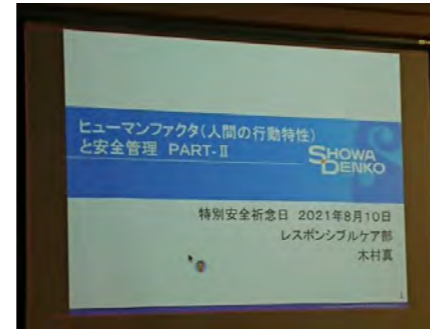 ヒューマンファクタ(人間の行動特性)
と安全管理 PART-Ⅱ
SHOWA
DENKO
特別安全祈念日 2021年8月10日
レスポンシブルケア部
木村真